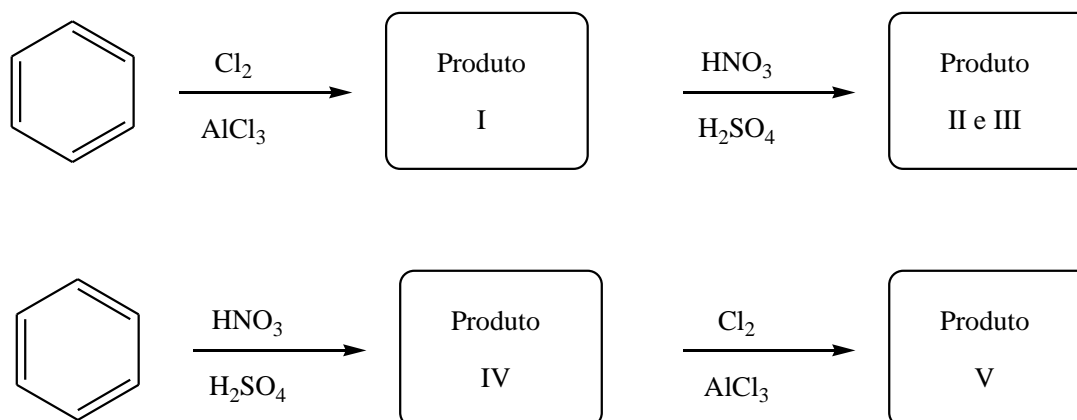 Cl2
AlCl3
Produto
I
HNO3
H2SO4
Produto
II e III
HNO3
H2SO4
Produto
IV
Cl2
AlCl3
Produto
V